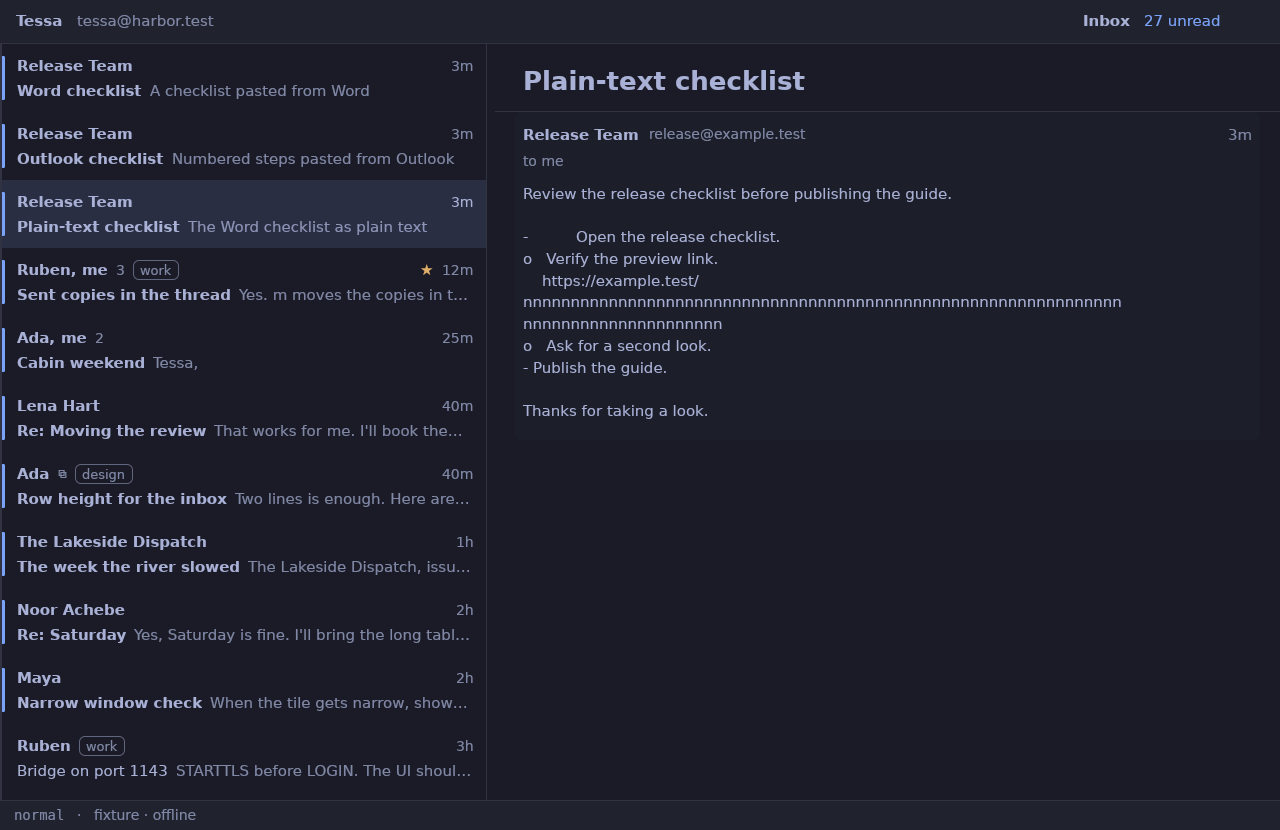 Tessa tessa@harbor.test
Inbox 27 unread
Release Team 3m
Word checklist A checklist pasted from Word
Release Team 3m
Outlook checklist Numbered steps pasted from Outlook
Release Team 3m
Plain-text checklist The Word checklist as plain text
Ruben, me 3 work ★ 12m
Sent copies in the thread Yes. m moves the copies in t…
Ada, me 2 25m
Cabin weekend Tessa,
Lena Hart 40m
Re: Moving the review That works for me. I'll book the…
Ada design 40m
Row height for the inbox Two lines is enough. Here are…
The Lakeside Dispatch 1h
The week the river slowed The Lakeside Dispatch, issu…
Noor Achebe 2h
Re: Saturday Yes, Saturday is fine. I'll bring the long tabl…
Maya 2h
Narrow window check When the tile gets narrow, show…
Ruben work 3h
Bridge on port 1143 STARTTLS before LOGIN. The UI shoul…
Plain-text checklist
Release Team release@example.test 3m
to me
Review the release checklist before publishing the guide.
- Open the release checklist.
o Verify the preview link.
https://example.test/
nnnnnnnnnnnnnnnnnnnnnnnnnnnnnnnnnnnnnnnnnnnnnnnnnnnnnnnnnnnnnnn
nnnnnnnnnnnnnnnnnnnnn
o Ask for a second look.
- Publish the guide.
Thanks for taking a look.
normal · fixture · offline